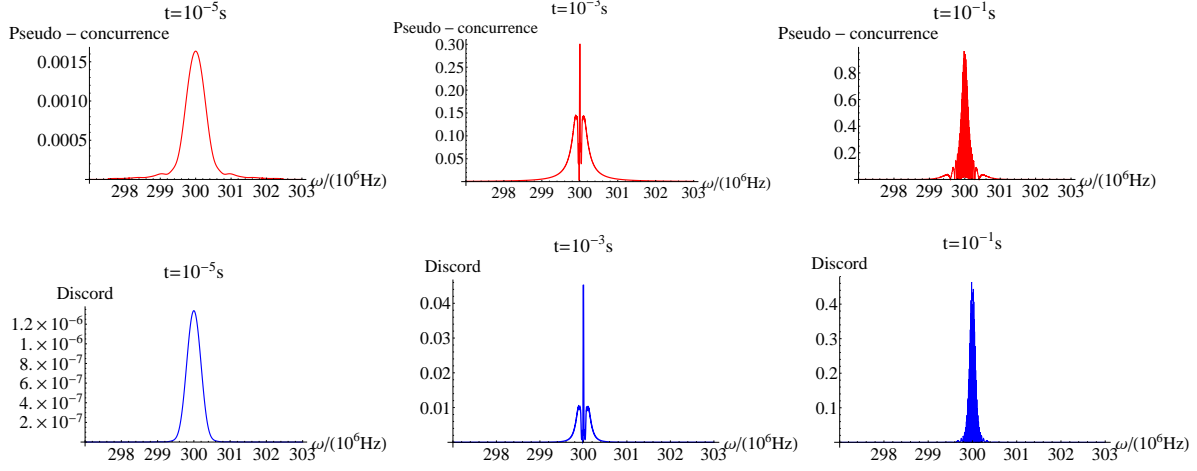 t=10⁻⁵s
Pseudo − concurrence
0.0015
0.0010
0.0005
298 299 300 301 302 303
ω/(10⁶Hz)
t=10⁻³s
Pseudo − concurrence
0.30
0.25
0.20
0.15
0.10
0.05
298 299 300 301 302 303
ω/(10⁶Hz)
t=10⁻¹s
Pseudo − concurrence
0.8
0.6
0.4
0.2
298 299 300 301 302 303
ω/(10⁶Hz)
t=10⁻⁵s
Discord
1.2×10⁻⁶
1.×10⁻⁶
8.×10⁻⁷
6.×10⁻⁷
4.×10⁻⁷
2.×10⁻⁷
298 299 300 301 302 303
ω/(10⁶Hz)
t=10⁻³s
Discord
0.04
0.03
0.02
0.01
298 299 300 301 302 303
ω/(10⁶Hz)
t=10⁻¹s
Discord
0.4
0.3
0.2
0.1
298 299 300 301 302 303
ω/(10⁶Hz)